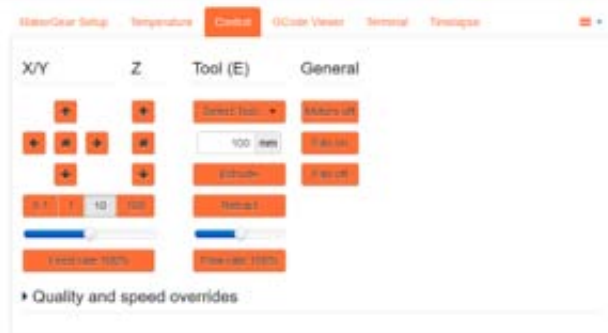 MakerGear Setup Temperature Control GCode Viewer Terminal Timelapse
X/Y Z Tool (E) General
Select Tool... Motors off
100 mm Fan on
Extrude Fan off
0.1 1 10 100 Retract
Feed rate 100% Flow rate 100%
Quality and speed overrides